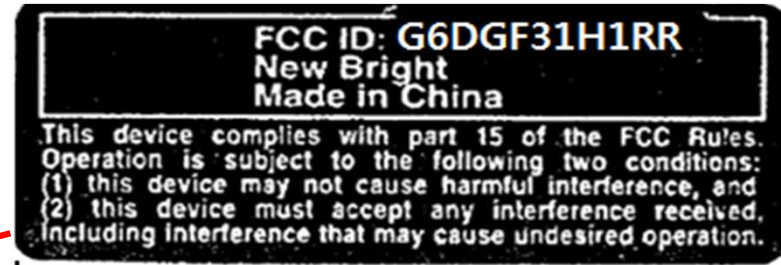 FCC ID: G6DGF31H1RR
New Bright
Made in China
This device complies with part 15 of the FCC Rules.
Operation is subject to the following two conditions:
(1) this device may not cause harmful interference, and
(2) this device must accept any interference received,
including interference that may cause undesired operation.